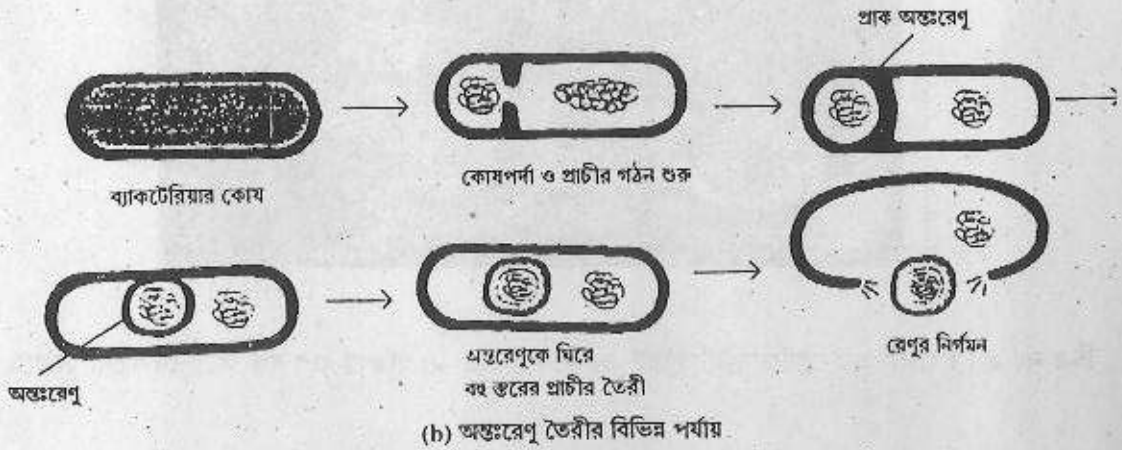 প্রাক অন্তঃরেণু
ব্যাকটেরিয়ার কোষ
কোষপর্দা ও প্রাচীর গঠন শুরু
অন্তঃরেণু
অন্তরেণুকে ঘিরে
বহু স্তরের প্রাচীর তৈরী
রেণুর নির্গমন
(b) অন্তঃরেণু তৈরীর বিভিন্ন পর্যায়